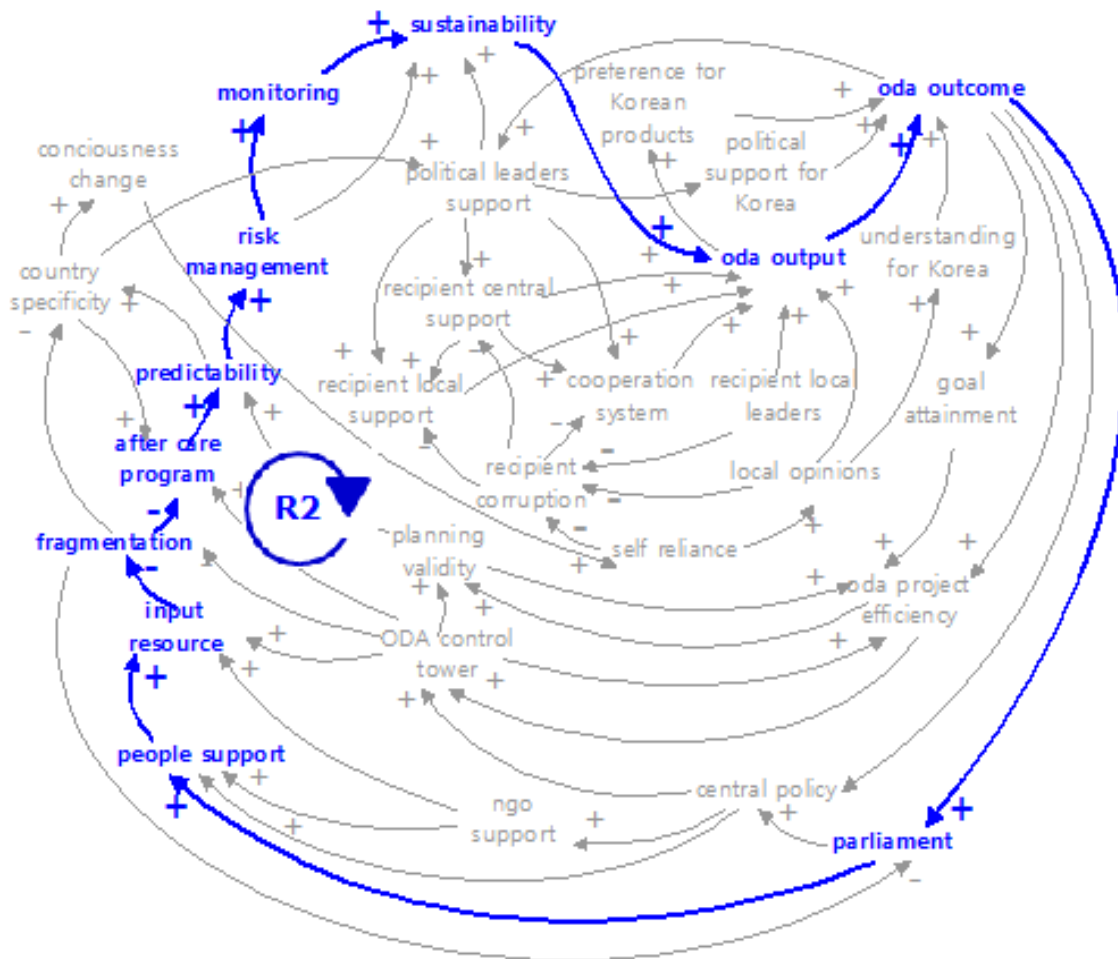 sustainability
preference for
Korean
products
oda outcome
monitoring
conciousness
change
political leaders
support
political
support for
Korea
risk
management
oda output
understanding
for Korea
country
specificity
recipient central
support
predictability
recipient local
support
cooperation
system
recipient local
leaders
goal
attainment
after care
program
recipient
corruption
local opinions
R2
fragmentation
planning
validity
self reliance
oda project
efficiency
input
resource
ODA control
tower
people support
ngo
support
central policy
parliament